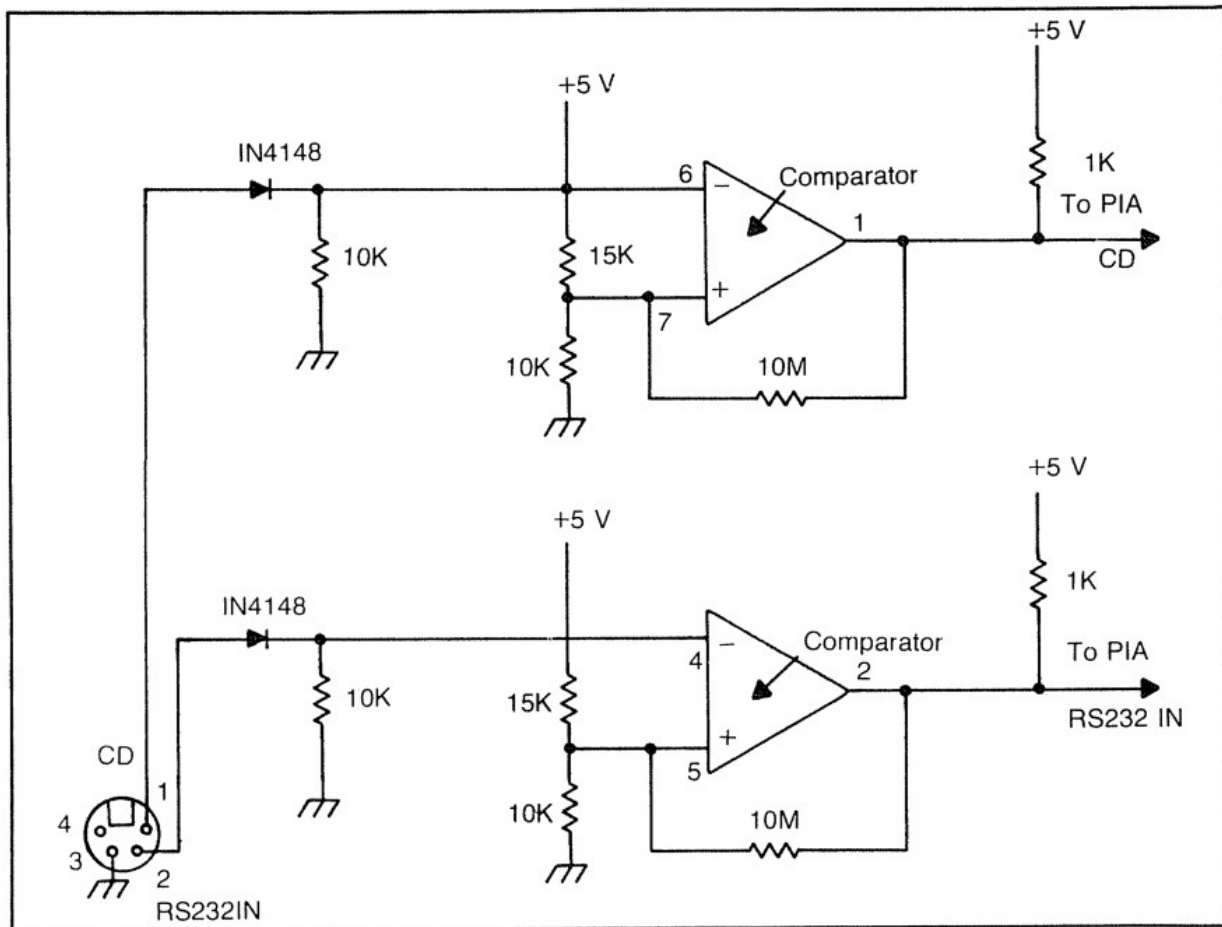 +5 V
+5 V
IN4148
6
−
Comparator
1
1K
To PIA
CD
10K
15K
+
7
10K
10M
+5 V
+5 V
IN4148
4
−
Comparator
2
1K
To PIA
RS232 IN
10K
15K
+
5
10K
10M
CD
1
4
3
2
RS232IN